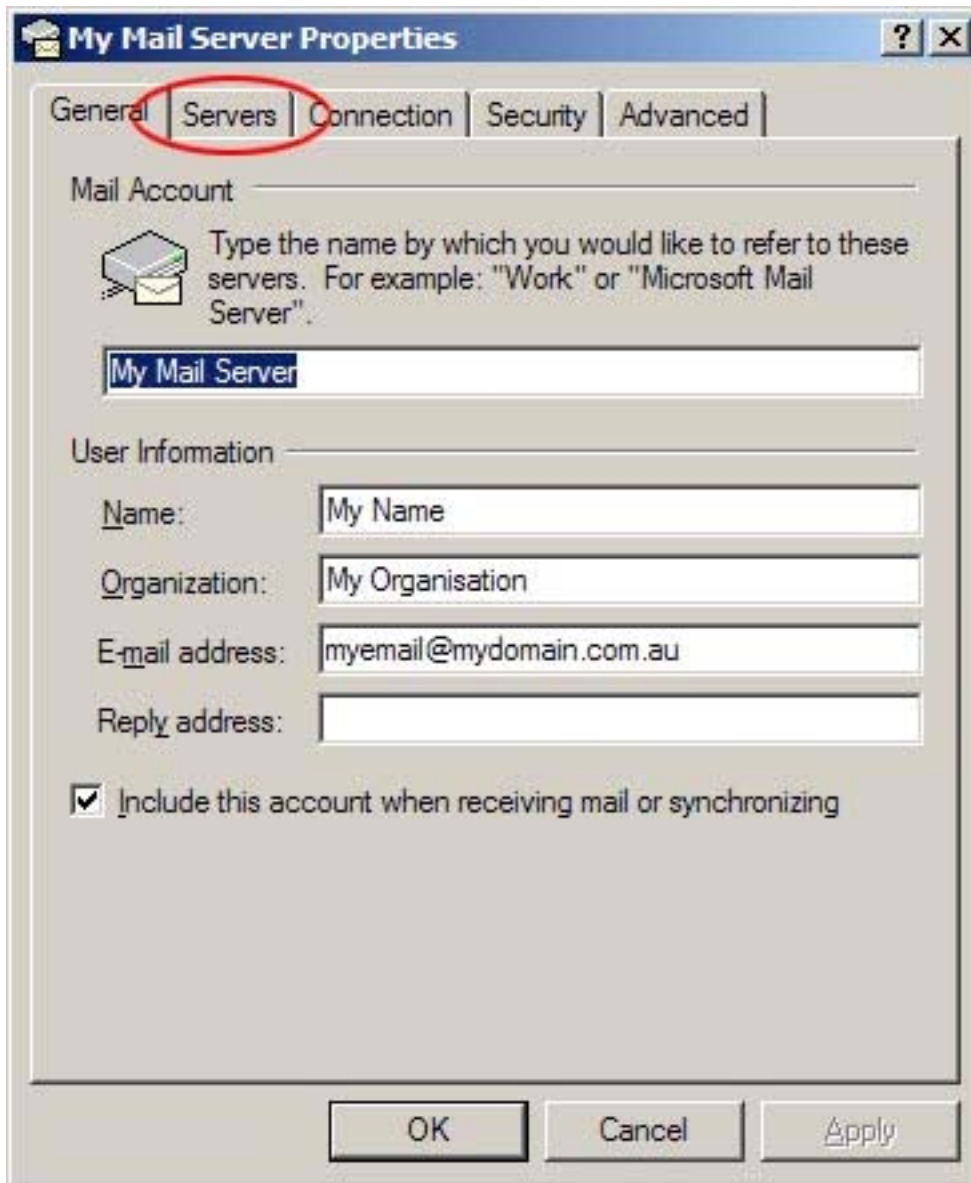 My Mail Server Properties
General
Servers
Connection
Security
Advanced
Mail Account
Type the name by which you would like to refer to these
servers. For example: "Work" or "Microsoft Mail
Server".
My Mail Server
User Information
Name:
My Name
Organization:
My Organisation
E-mail address:
myemail@mydomain.com.au
Reply address:
Include this account when receiving mail or synchronizing
OK
Cancel
Apply